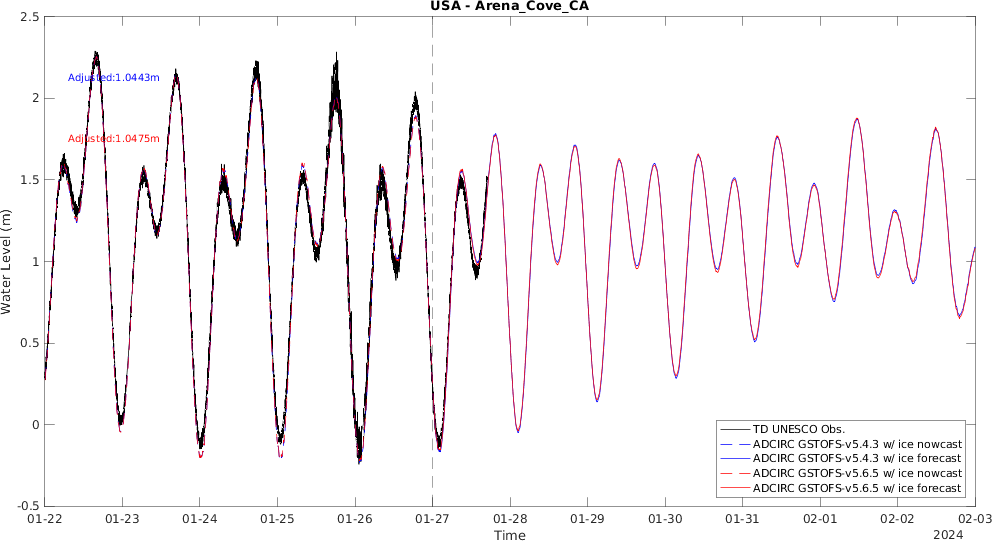 USA - Arena_Cove_CA
2.5
2
1.5
1
0.5
0
-0.5
Water Level (m)
Adjusted:1.0443m
Adjusted:1.0475m
TD UNESCO Obs.
ADCIRC GSTOFS-v5.4.3 w/ ice nowcast
ADCIRC GSTOFS-v5.4.3 w/ ice forecast
ADCIRC GSTOFS-v5.6.5 w/ ice nowcast
ADCIRC GSTOFS-v5.6.5 w/ ice forecast
01-22 01-23 01-24 01-25 01-26 01-27 01-28 01-29 01-30 01-31 02-01 02-02 02-03
Time
2024